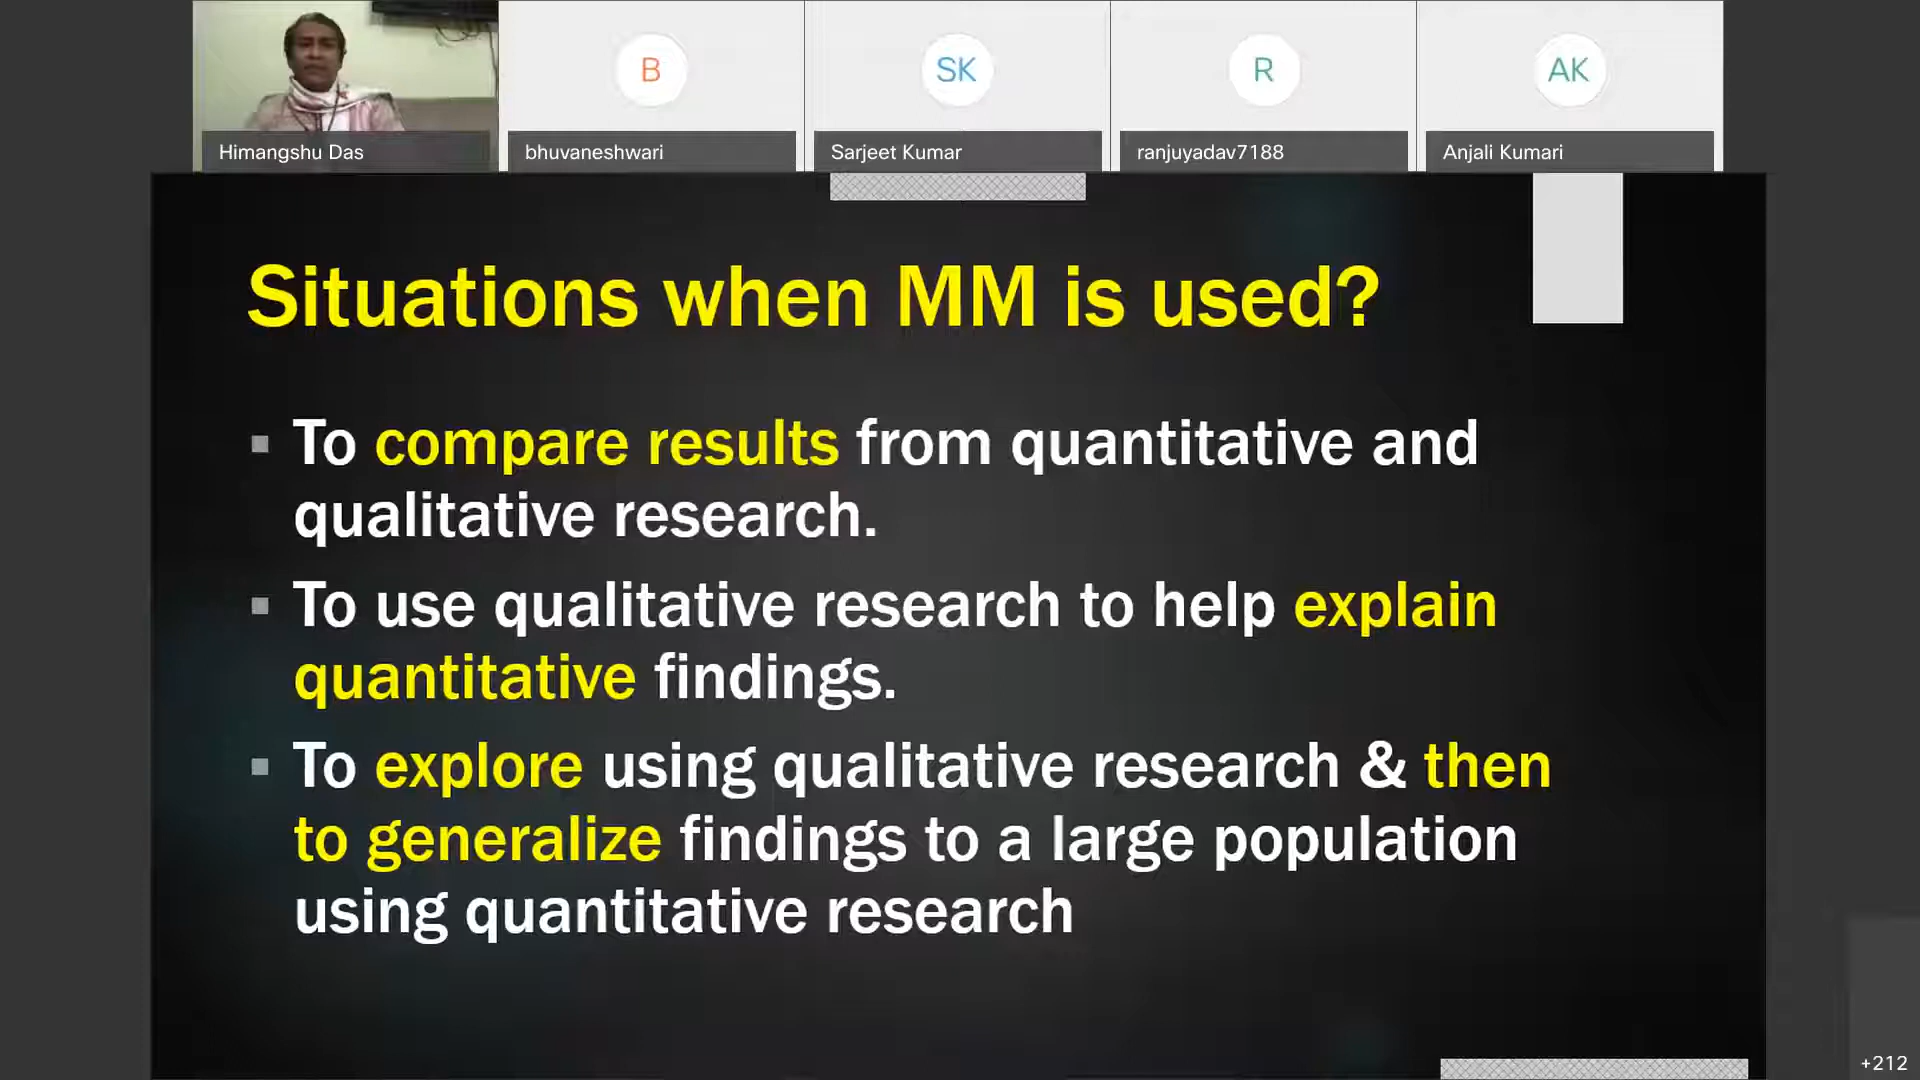 B
SK
R
AK
Himangshu Das
bhuvaneshwari
Sarjeet Kumar
ranjuyadav7188
Anjali Kumari
Situations when MM is used?
To compare results from quantitative and
qualitative research.
To use qualitative research to help explain
quantitative findings.
To explore using qualitative research & then
to generalize findings to a large population
using quantitative research
+212